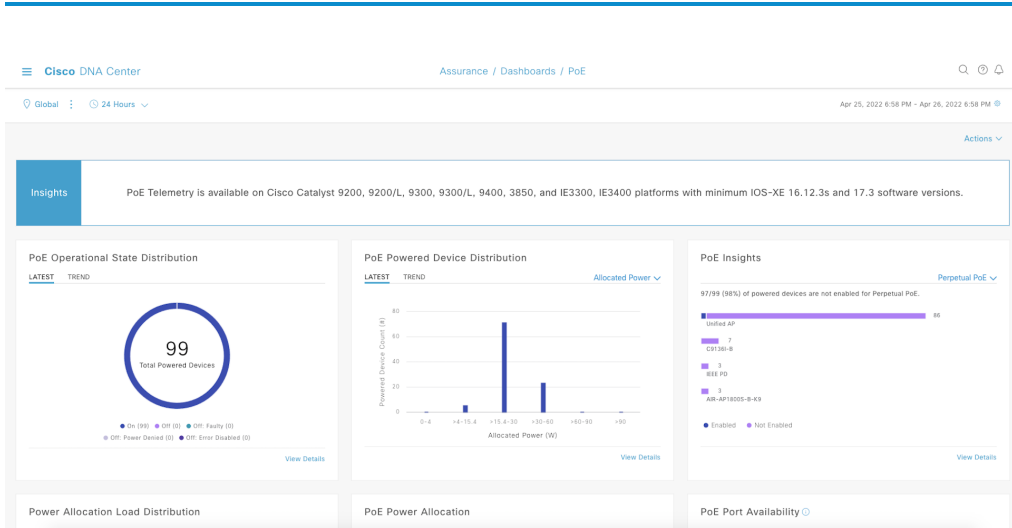 Cisco DNA Center
Assurance / Dashboards / PoE
Global
24 Hours
Apr 25, 2022 6:58 PM - Apr 26, 2022 6:58 PM
Actions
Insights
PoE Telemetry is available on Cisco Catalyst 9200, 9200/L, 9300, 9300/L, 9400, 3850, and IE3300, IE3400 platforms with minimum IOS-XE 16.12.3s and 17.3 software versions.
PoE Operational State Distribution
LATEST TREND
99
Total Powered Devices
On (99) Off (0) Off: Faulty (0)
Off: Power Denied (0) Off: Error Disabled (0)
View Details
PoE Powered Device Distribution
LATEST TREND
Allocated Power
Powered Device Count (#)
80
60
40
20
0
0-4 >4-15.4 >15.4-30 >30-60 >60-90 >90
Allocated Power (W)
View Details
PoE Insights
Perpetual PoE
97/99 (98%) of powered devices are not enabled for Perpetual PoE.
86
Unified AP
7
C9136I-B
3
IEEE PD
3
AIR-AP1800S-B-K9
Enabled Not Enabled
View Details
Power Allocation Load Distribution
PoE Power Allocation
PoE Port Availability